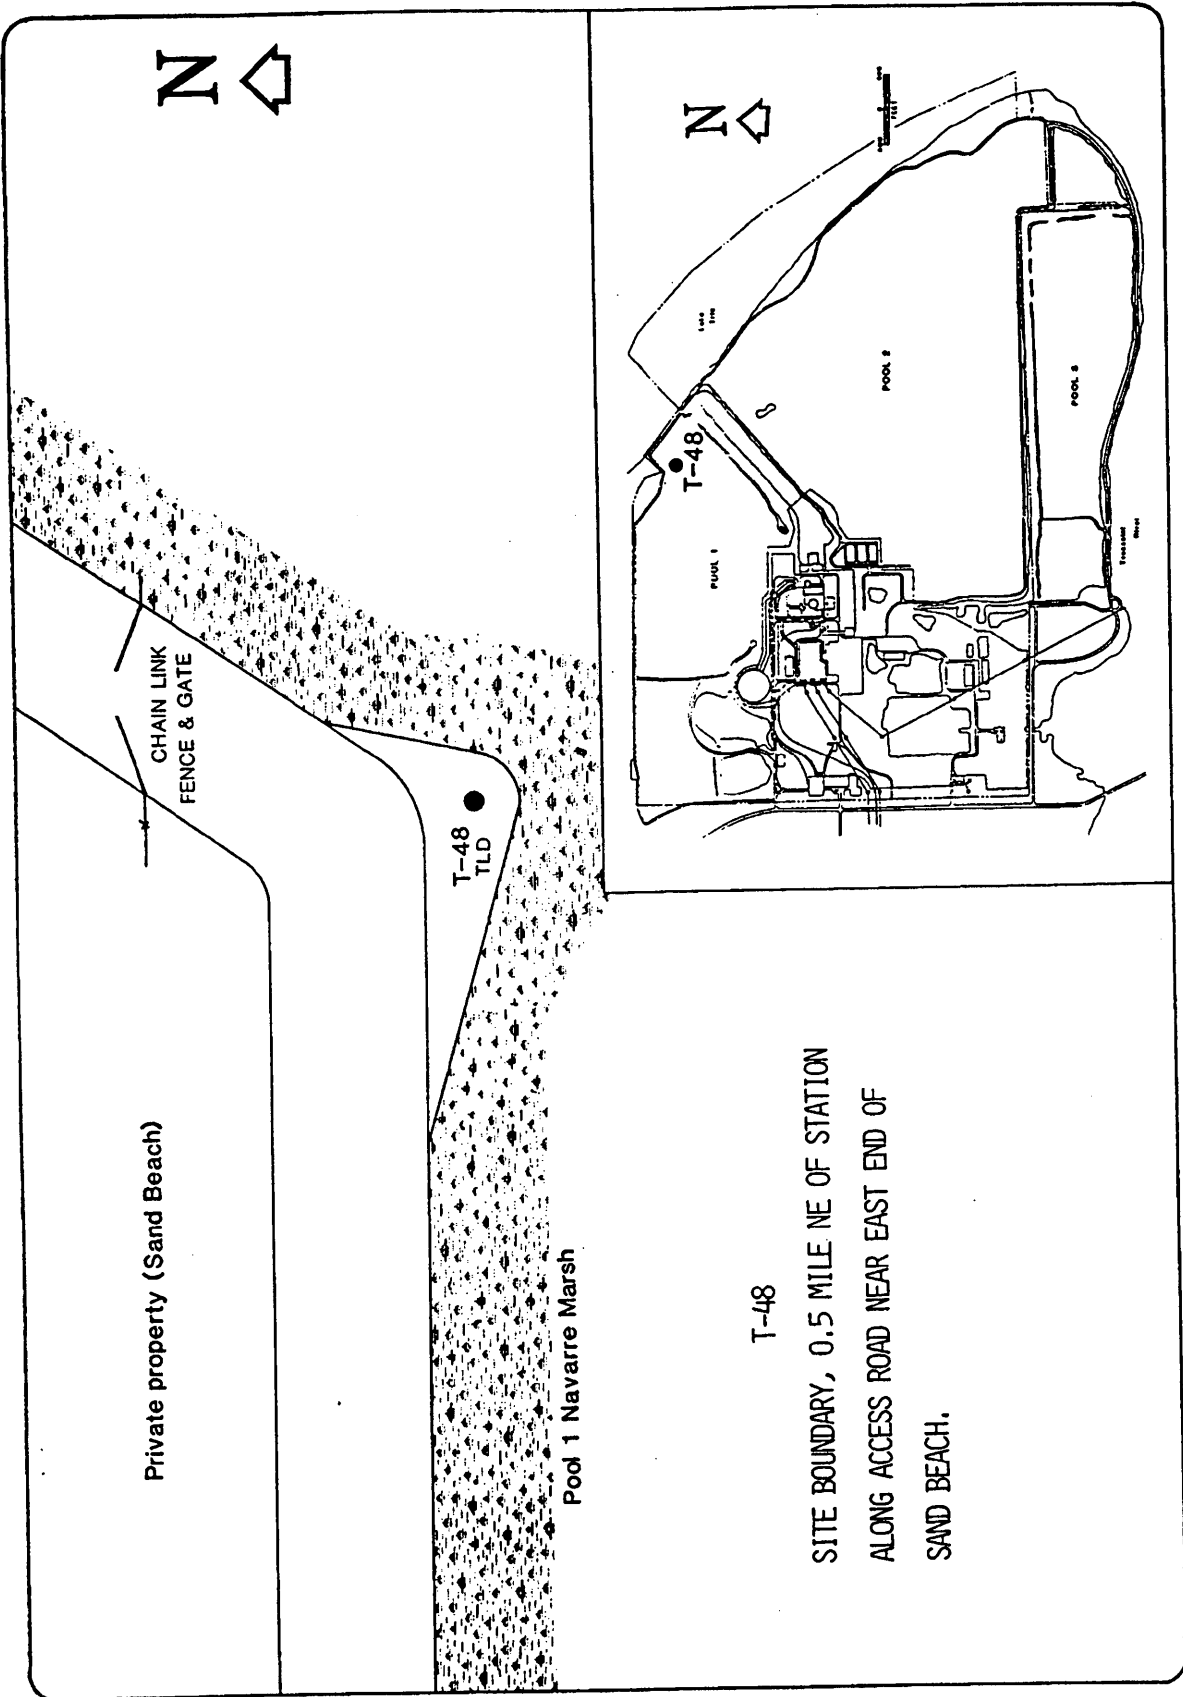 N
CHAIN LINK
FENCE & GATE
T-48
TLD
Private property (Sand Beach)
Pool 1 Navarre Marsh
T-48
SITE BOUNDARY, 0.5 MILE NE OF STATION
ALONG ACCESS ROAD NEAR EAST END OF
SAND BEACH.
N
FEET
T-48
POOL 1
POOL 2
POOL 3